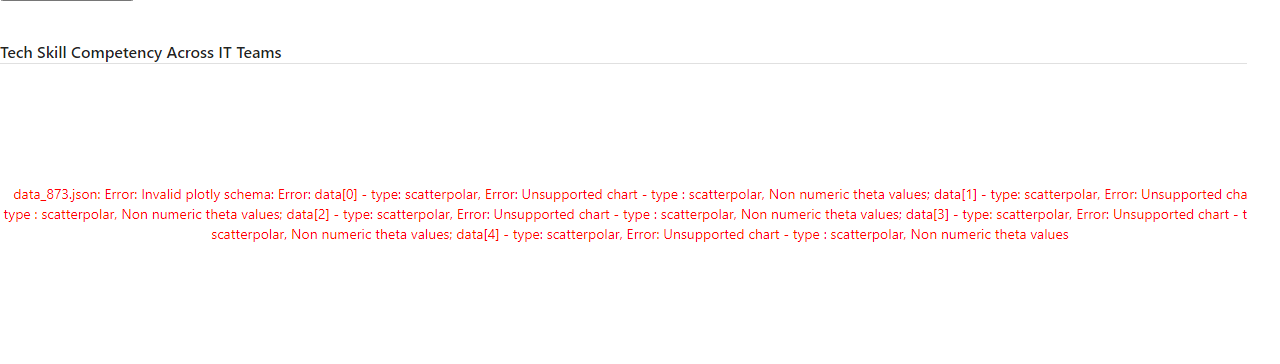 Tech Skill Competency Across IT Teams
data_873.json: Error: Invalid plotly schema: Error: data[0] - type: scatterpolar, Error: Unsupported chart - type : scatterpolar, Non numeric theta values; data[1] - type: scatterpolar, Error: Unsupported cha
type : scatterpolar, Non numeric theta values; data[2] - type: scatterpolar, Error: Unsupported chart - type : scatterpolar, Non numeric theta values; data[3] - type: scatterpolar, Error: Unsupported chart - t
scatterpolar, Non numeric theta values; data[4] - type: scatterpolar, Error: Unsupported chart - type : scatterpolar, Non numeric theta values